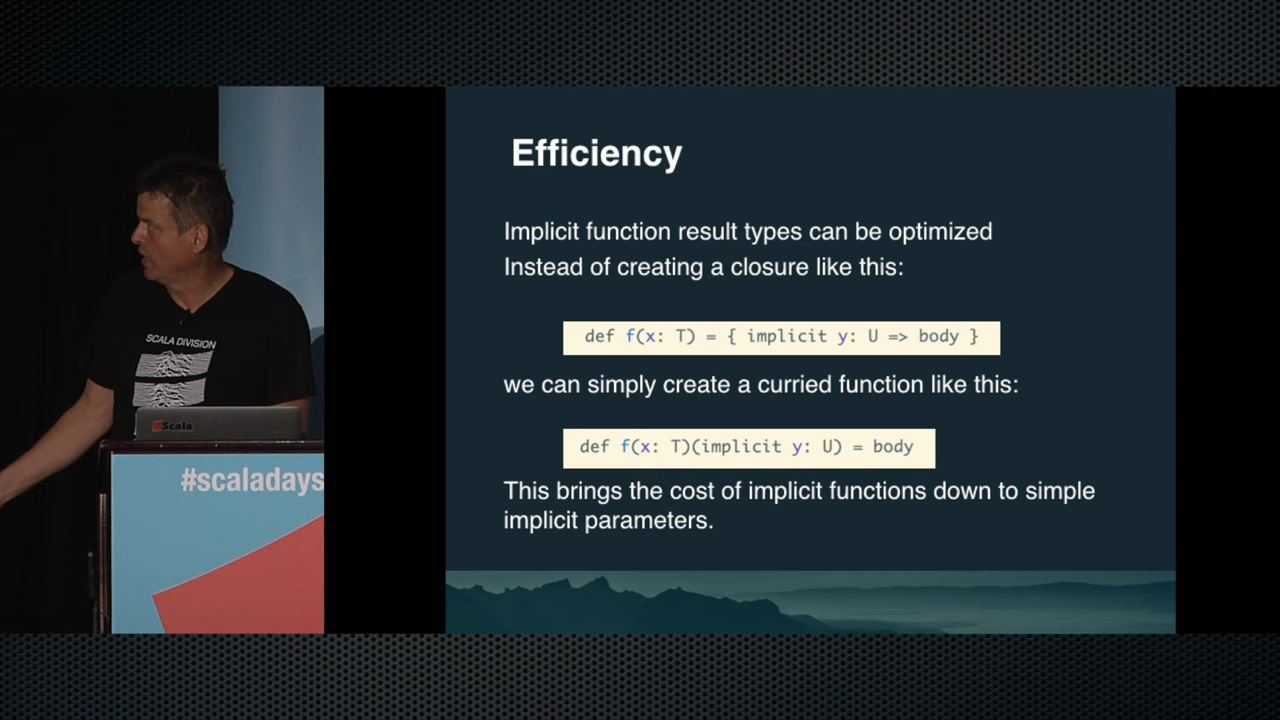 SCALA DIVISION
Scala
#scaladays
Efficiency
Implicit function result types can be optimized
Instead of creating a closure like this:
def f(x: T) = { implicit y: U => body }
we can simply create a curried function like this:
def f(x: T)(implicit y: U) = body
This brings the cost of implicit functions down to simple
implicit parameters.